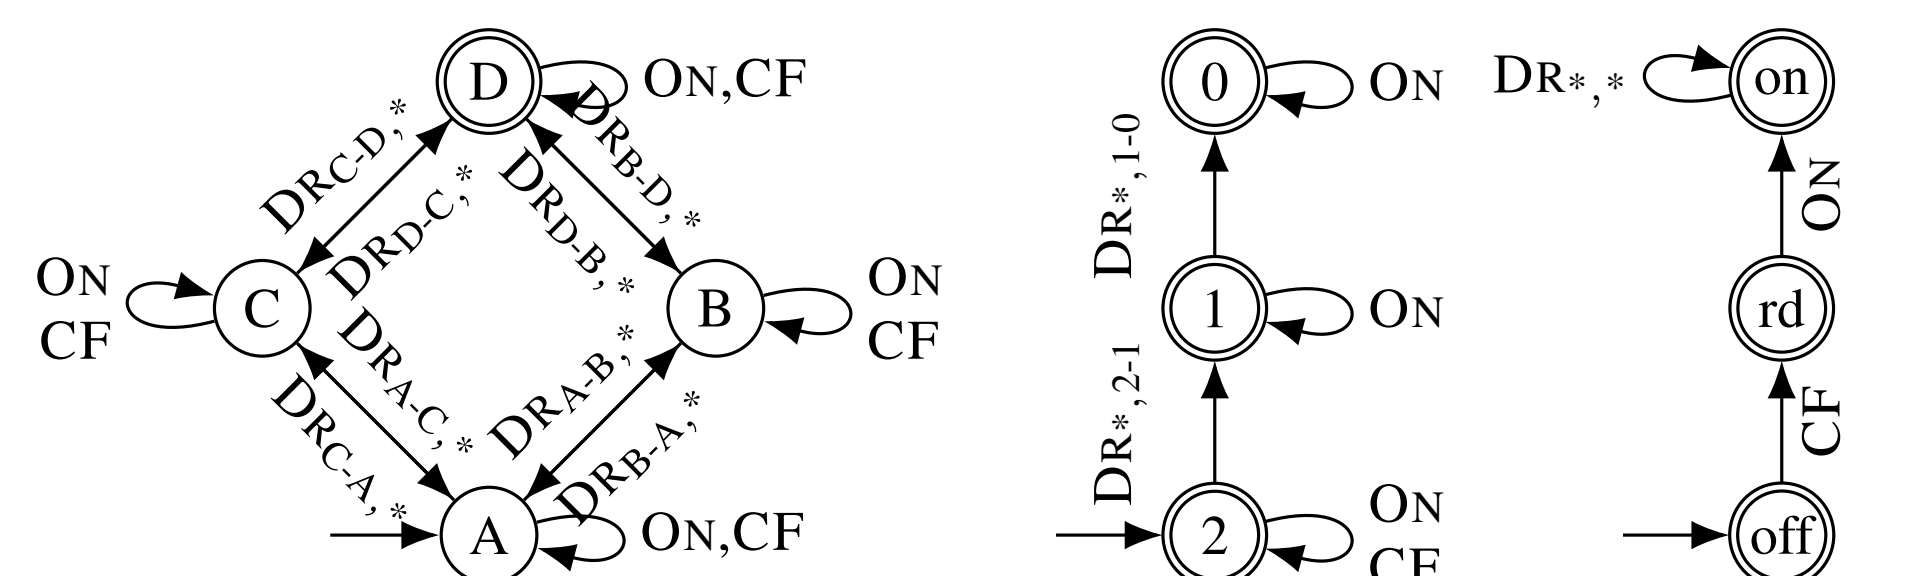 D
ON,CF
DRC-D,*
DRD-C,*
DRB-D,*
DRD-B,*
ON
CF
C
B
ON
CF
DRA-C,*
DRC-A,*
DRA-B,*
DRB-A,*
A
ON,CF
0
ON
DR*,1-0
1
ON
DR*,2-1
2
ON
CF
DR*,*
on
ON
rd
CF
off